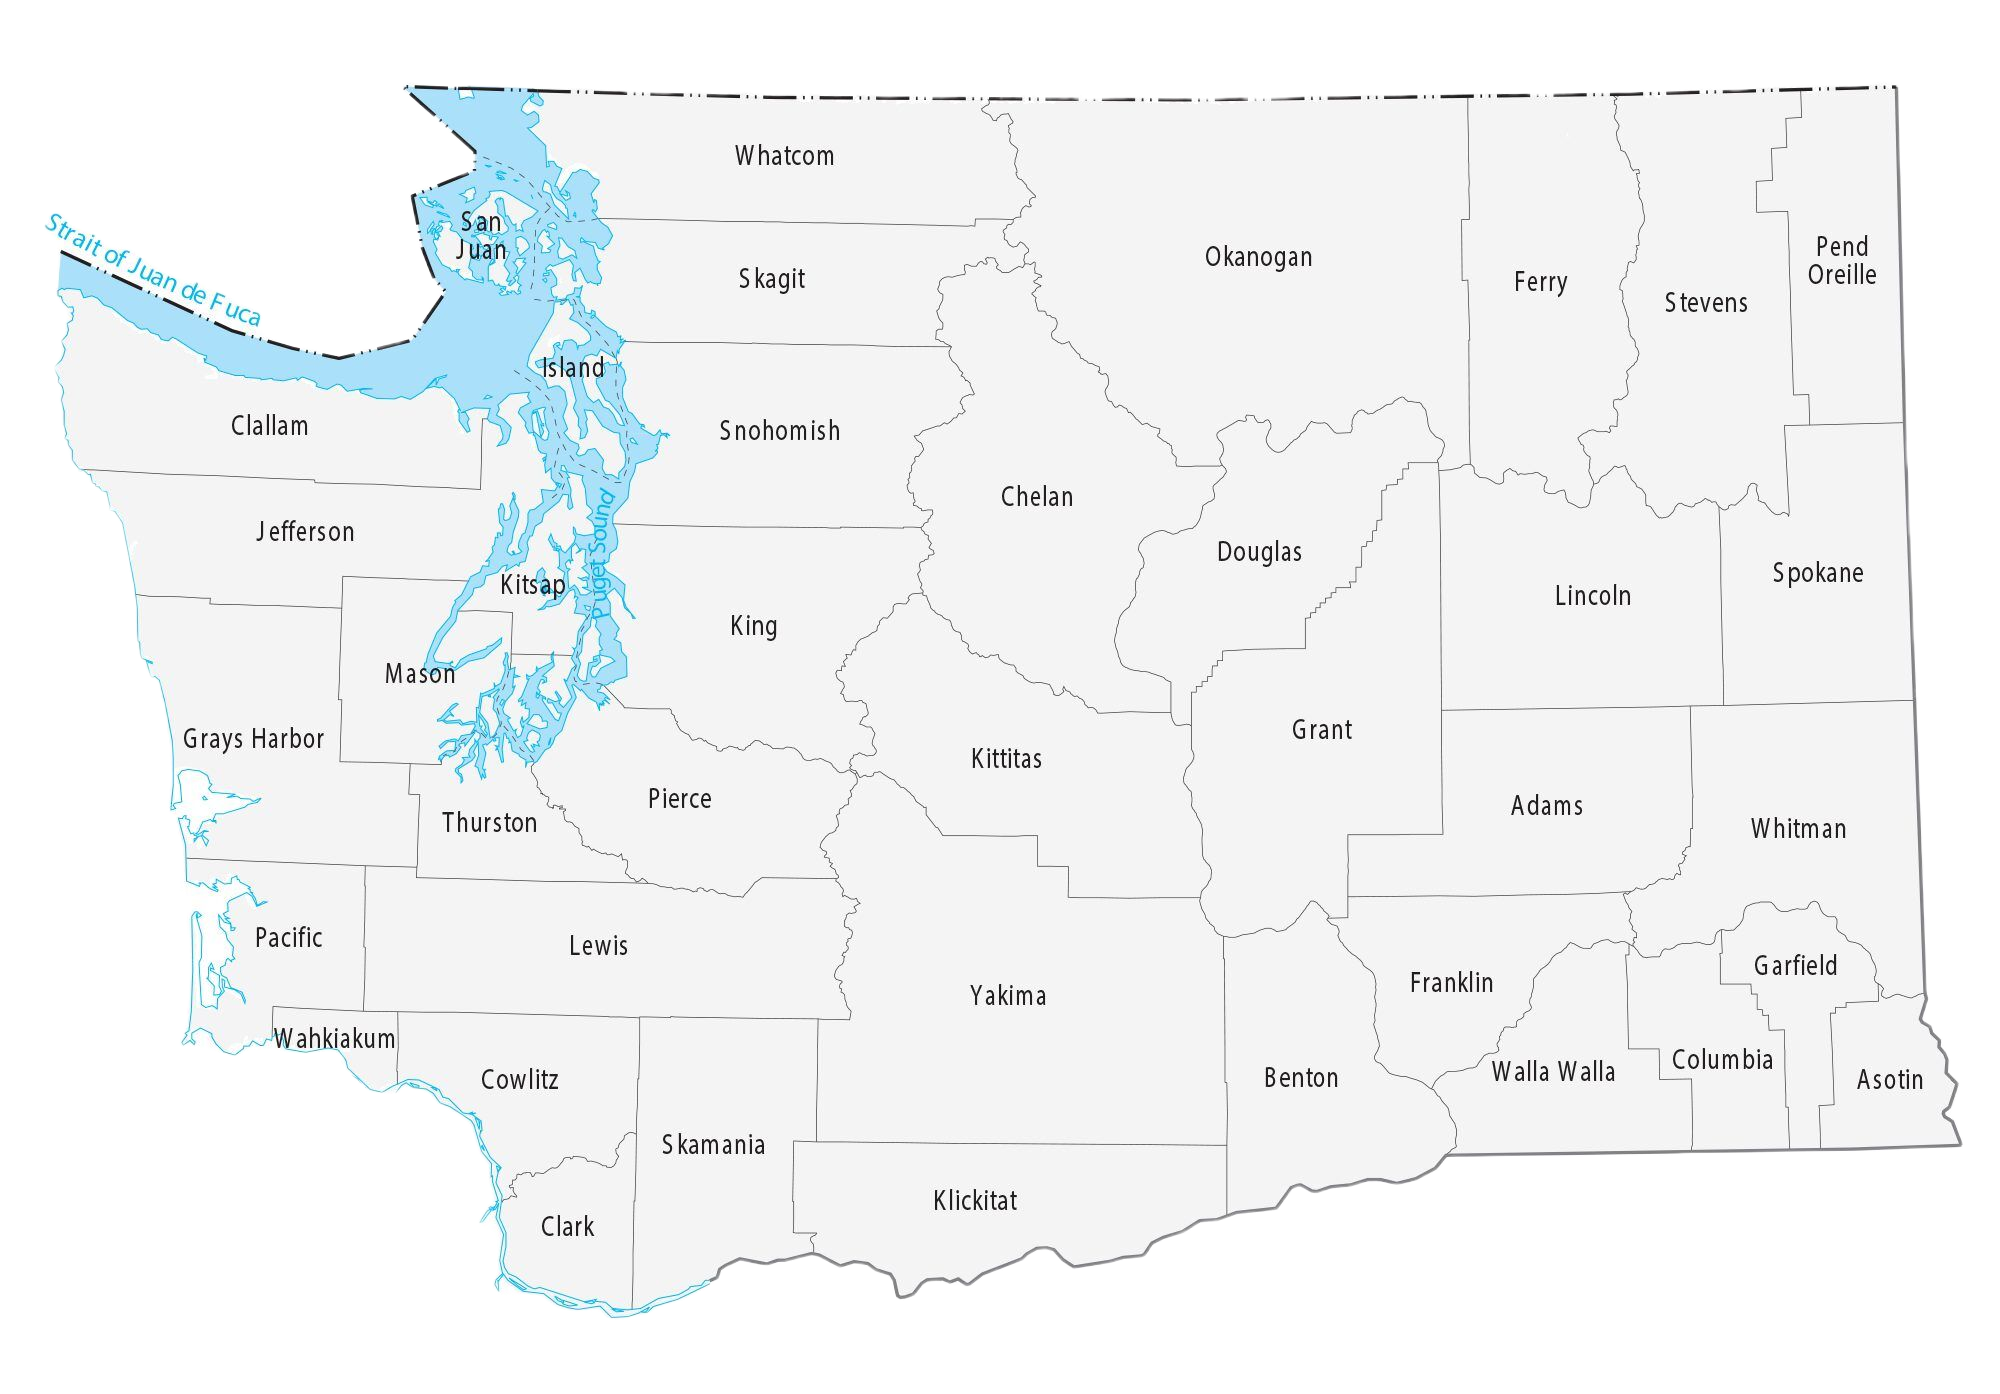 Whatcom
San
Juan
Strait of Juan de Fuca
Skagit
Okanogan
Ferry
Stevens
Pend
Oreille
Island
Clallam
Snohomish
Chelan
Jefferson
Puget Sound
Kitsap
Douglas
Lincoln
Spokane
King
Mason
Grays Harbor
Kittitas
Grant
Pierce
Thurston
Adams
Whitman
Pacific
Lewis
Yakima
Franklin
Garfield
Wahkiakum
Cowlitz
Benton
Walla Walla
Columbia
Asotin
Skamania
Klickitat
Clark